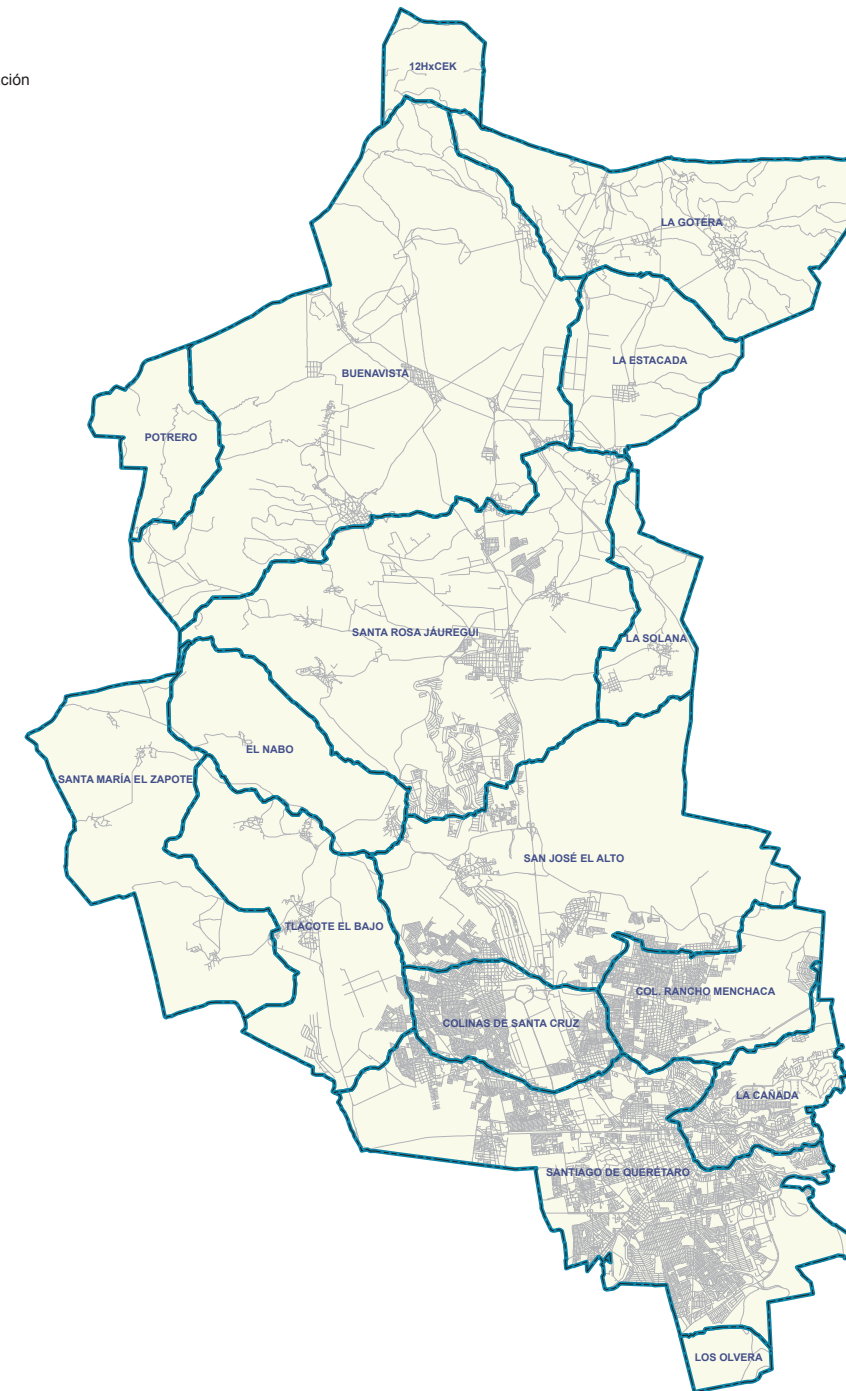 ción
12HxCEK
LA GOTERA
LA ESTACADA
BUENAVISTA
POTRERO
SANTA ROSA JÁUREGUI
LA SOLANA
EL NABO
SANTA MARÍA EL ZAPOTE
SAN JOSÉ EL ALTO
TLACOTE EL BAJO
COL. RANCHO MENCHACA
COLINAS DE SANTA CRUZ
LA CAÑADA
SANTIAGO DE QUERÉTARO
LOS OLVERA